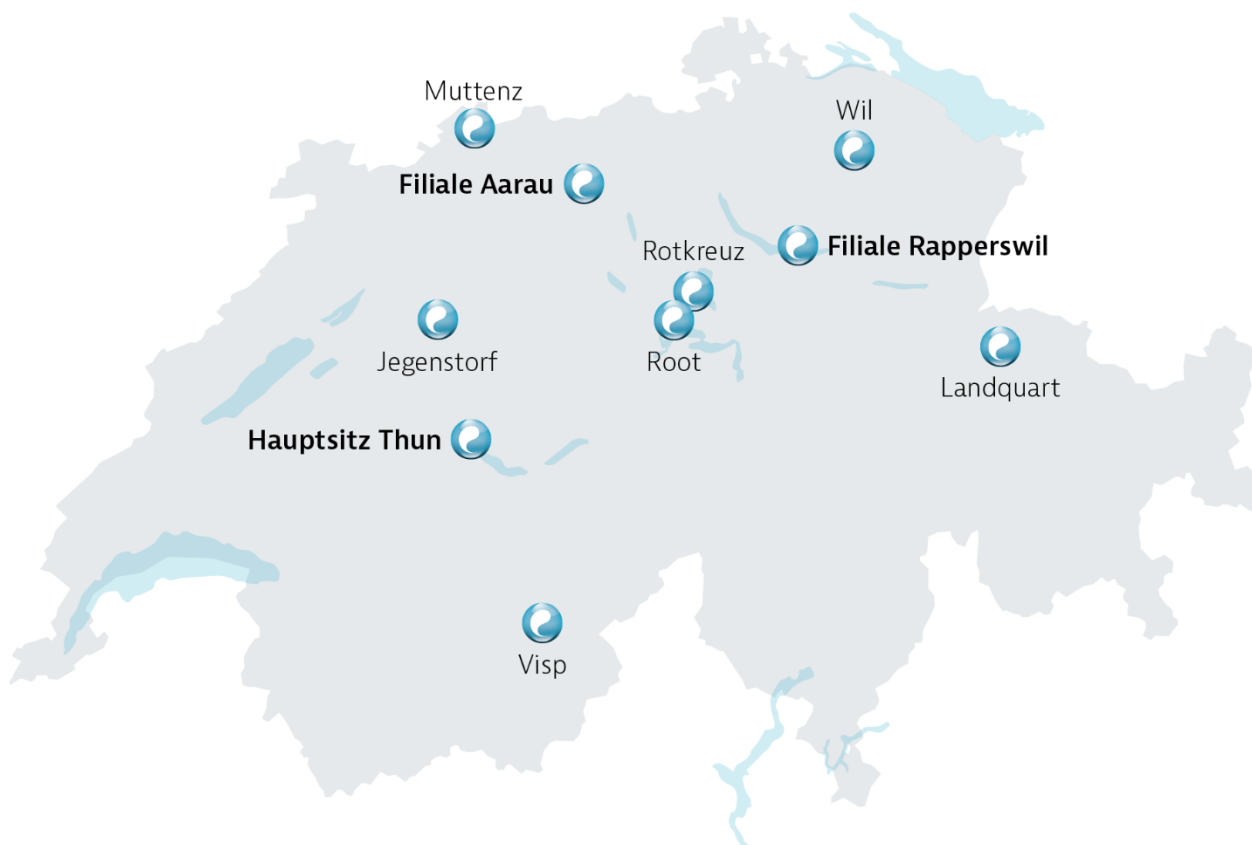 Muttenz
Wil
Filiale Aarau
Filiale Rapperswil
Rotkreuz
Jegenstorf
Root
Landquart
Hauptsitz Thun
Visp